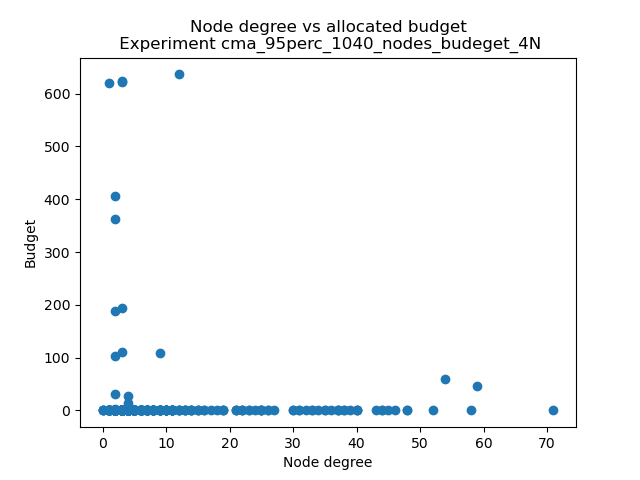 Node degree vs allocated budget
Experiment cma_95perc_1040_nodes_budeget_4N
600
500
400
300
200
100
0
Budget
0 10 20 30 40 50 60 70
Node degree